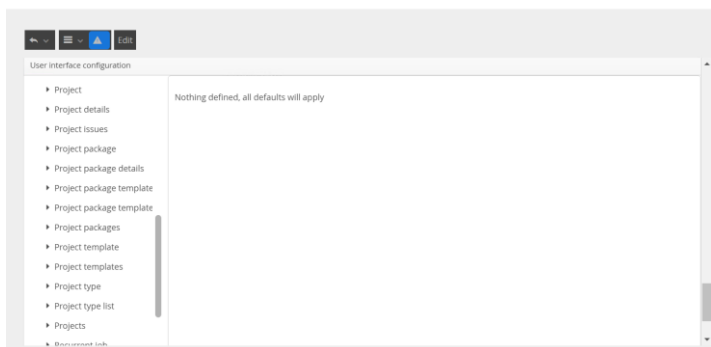 Edit
User interface configuration
Project
Nothing defined, all defaults will apply
Project details
Project issues
Project package
Project package details
Project package template
Project package template
Project packages
Project template
Project templates
Project type
Project type list
Projects
Recurrent job